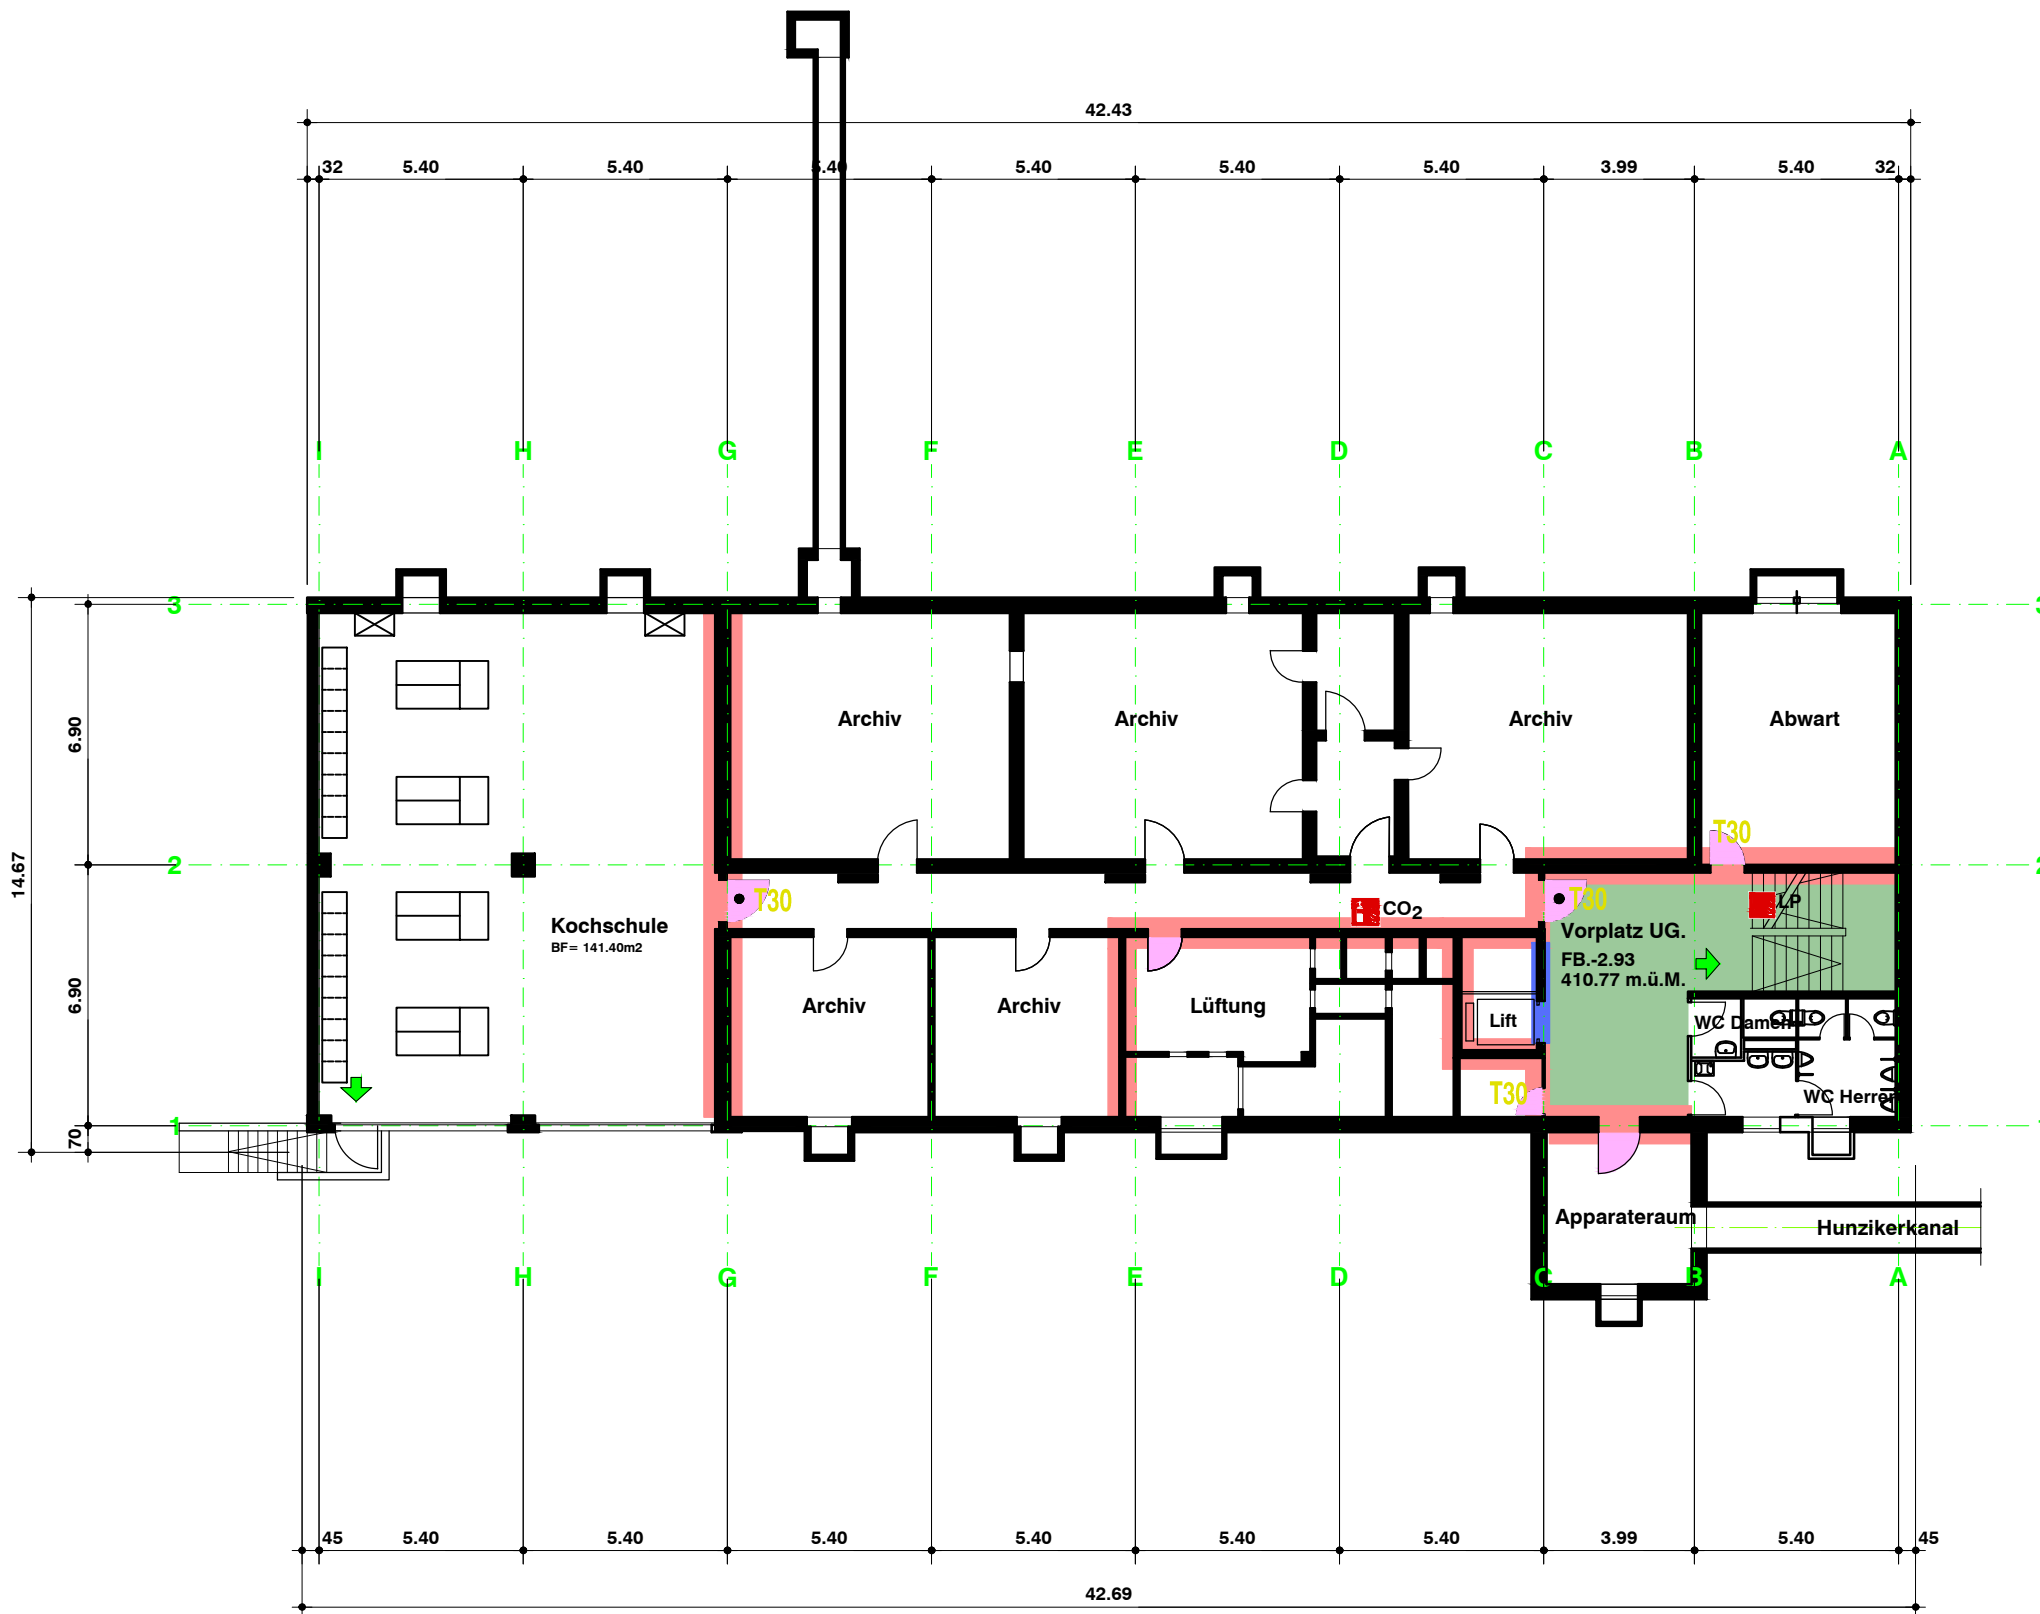 42.43
32 5.40 5.40 5.40 5.40 5.40 5.40 3.99 5.40 32
I H G F E D C B A
3 3
6.90
Archiv Archiv Archiv Abwart
T30
14.67
2 2
T30 CO2 T30 LP
Kochschule
BF= 141.40m2
Vorplatz UG.
FB.-2.93
410.77 m.ü.M.
6.90
Archiv Archiv Lüftung Lift WC Damen
T30 WC Herren
1
70
Apparateraum Hunzikerkanal
I H G F E D C B A
45 5.40 5.40 5.40 5.40 5.40 5.40 3.99 5.40 45
42.69